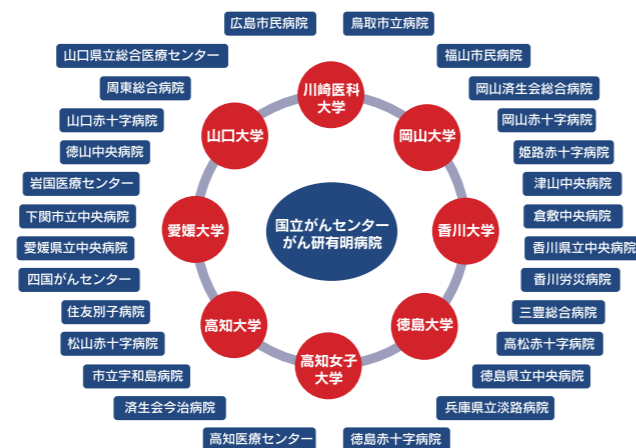 広島市民病院
鳥取市立病院
山口県立総合医療センター
福山市民病院
周東総合病院
川崎医科
大学
岡山済生会総合病院
山口赤十字病院
山口大学
岡山大学
岡山赤十字病院
徳山中央病院
姫路赤十字病院
岩国医療センター
津山中央病院
下関市立中央病院
愛媛大学
国立がんセンター
がん研有明病院
香川大学
倉敷中央病院
愛媛県立中央病院
香川県立中央病院
四国がんセンター
香川労災病院
住友別子病院
高知大学
徳島大学
三豊総合病院
松山赤十字病院
高知女子
大学
高松赤十字病院
市立宇和島病院
徳島県立中央病院
済生会今治病院
兵庫県立淡路病院
高知医療センター
徳島赤十字病院